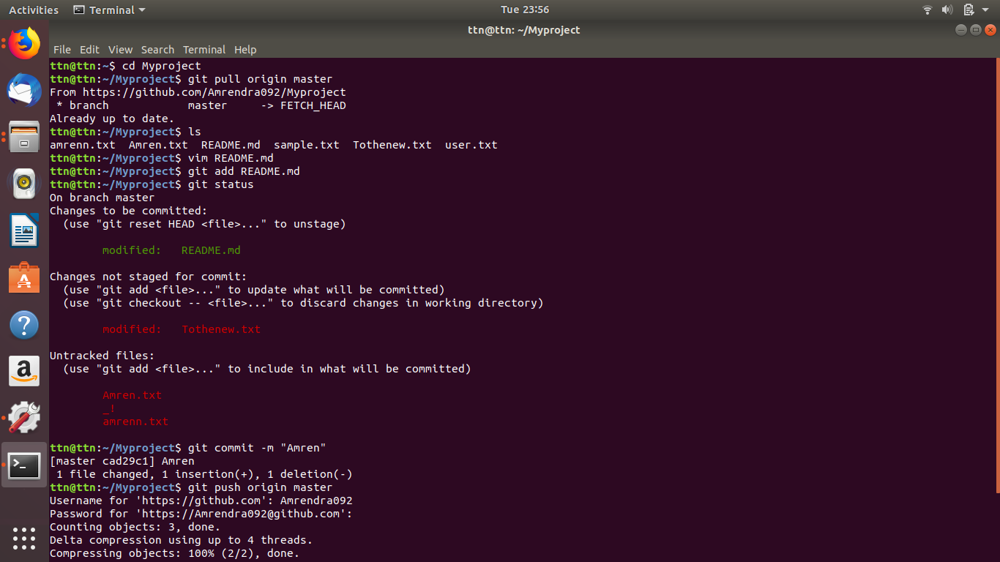 Activities Terminal Tue 23:56
ttn@ttn: ~/Myproject
File Edit View Search Terminal Help
ttn@ttn:~$ cd Myproject
ttn@ttn:~/Myproject$ git pull origin master
From https://github.com/Amrendra092/Myproject
 * branch            master     -> FETCH_HEAD
Already up to date.
ttn@ttn:~/Myproject$ ls
amrenn.txt  Amren.txt  README.md  sample.txt  Tothenew.txt  user.txt
ttn@ttn:~/Myproject$ vim README.md
ttn@ttn:~/Myproject$ git add README.md
ttn@ttn:~/Myproject$ git status
On branch master
Changes to be committed:
  (use "git reset HEAD <file>..." to unstage)
        modified:   README.md
Changes not staged for commit:
  (use "git add <file>..." to update what will be committed)
  (use "git checkout -- <file>..." to discard changes in working directory)
        modified:   Tothenew.txt
Untracked files:
  (use "git add <file>..." to include in what will be committed)
        Amren.txt
        _!
        amrenn.txt
ttn@ttn:~/Myproject$ git commit -m "Amren"
[master cad29c1] Amren
 1 file changed, 1 insertion(+), 1 deletion(-)
ttn@ttn:~/Myproject$ git push origin master
Username for 'https://github.com': Amrendra092
Password for 'https://Amrendra092@github.com':
Counting objects: 3, done.
Delta compression using up to 4 threads.
Compressing objects: 100% (2/2), done.